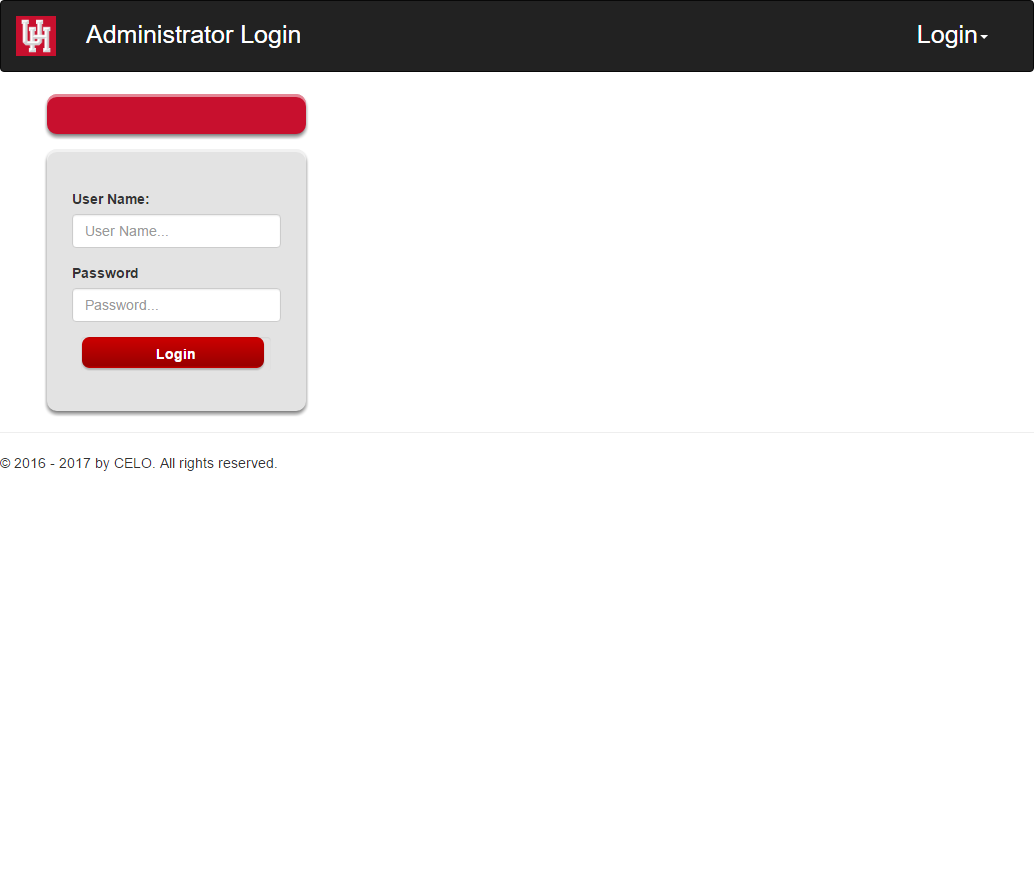 UH
Administrator Login
Login
User Name:
User Name...
Password
Password...
Login
© 2016 - 2017 by CELO. All rights reserved.